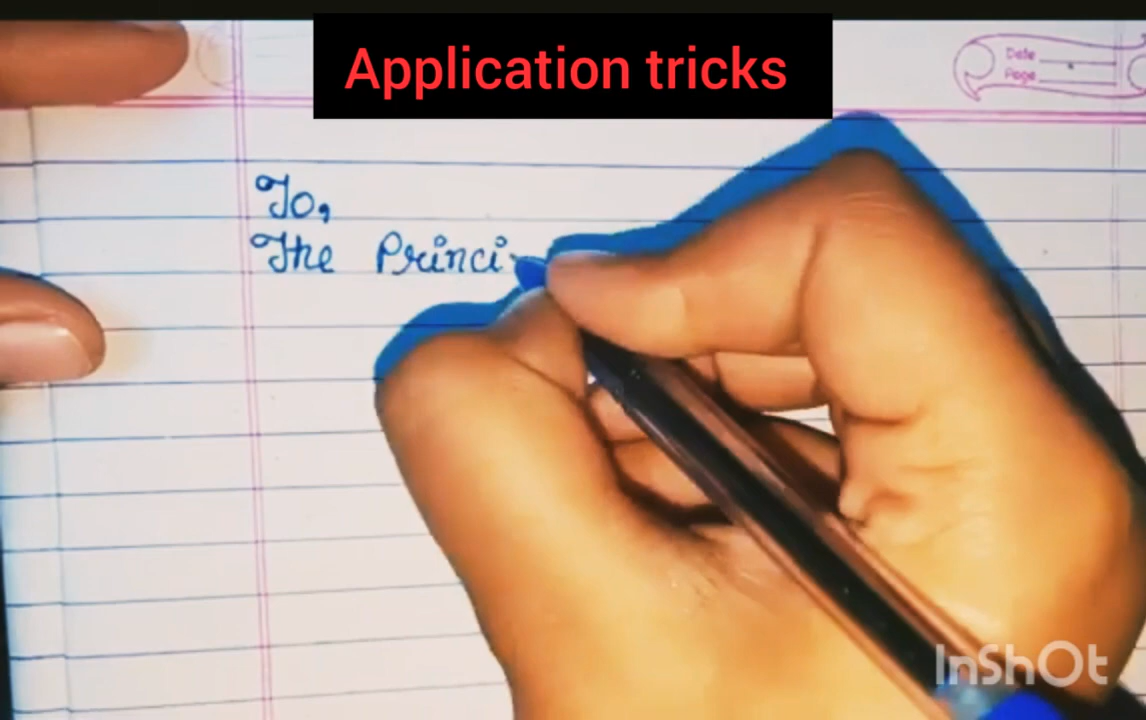 Application tricks
Date
Page
To,
The Princi
InShOt